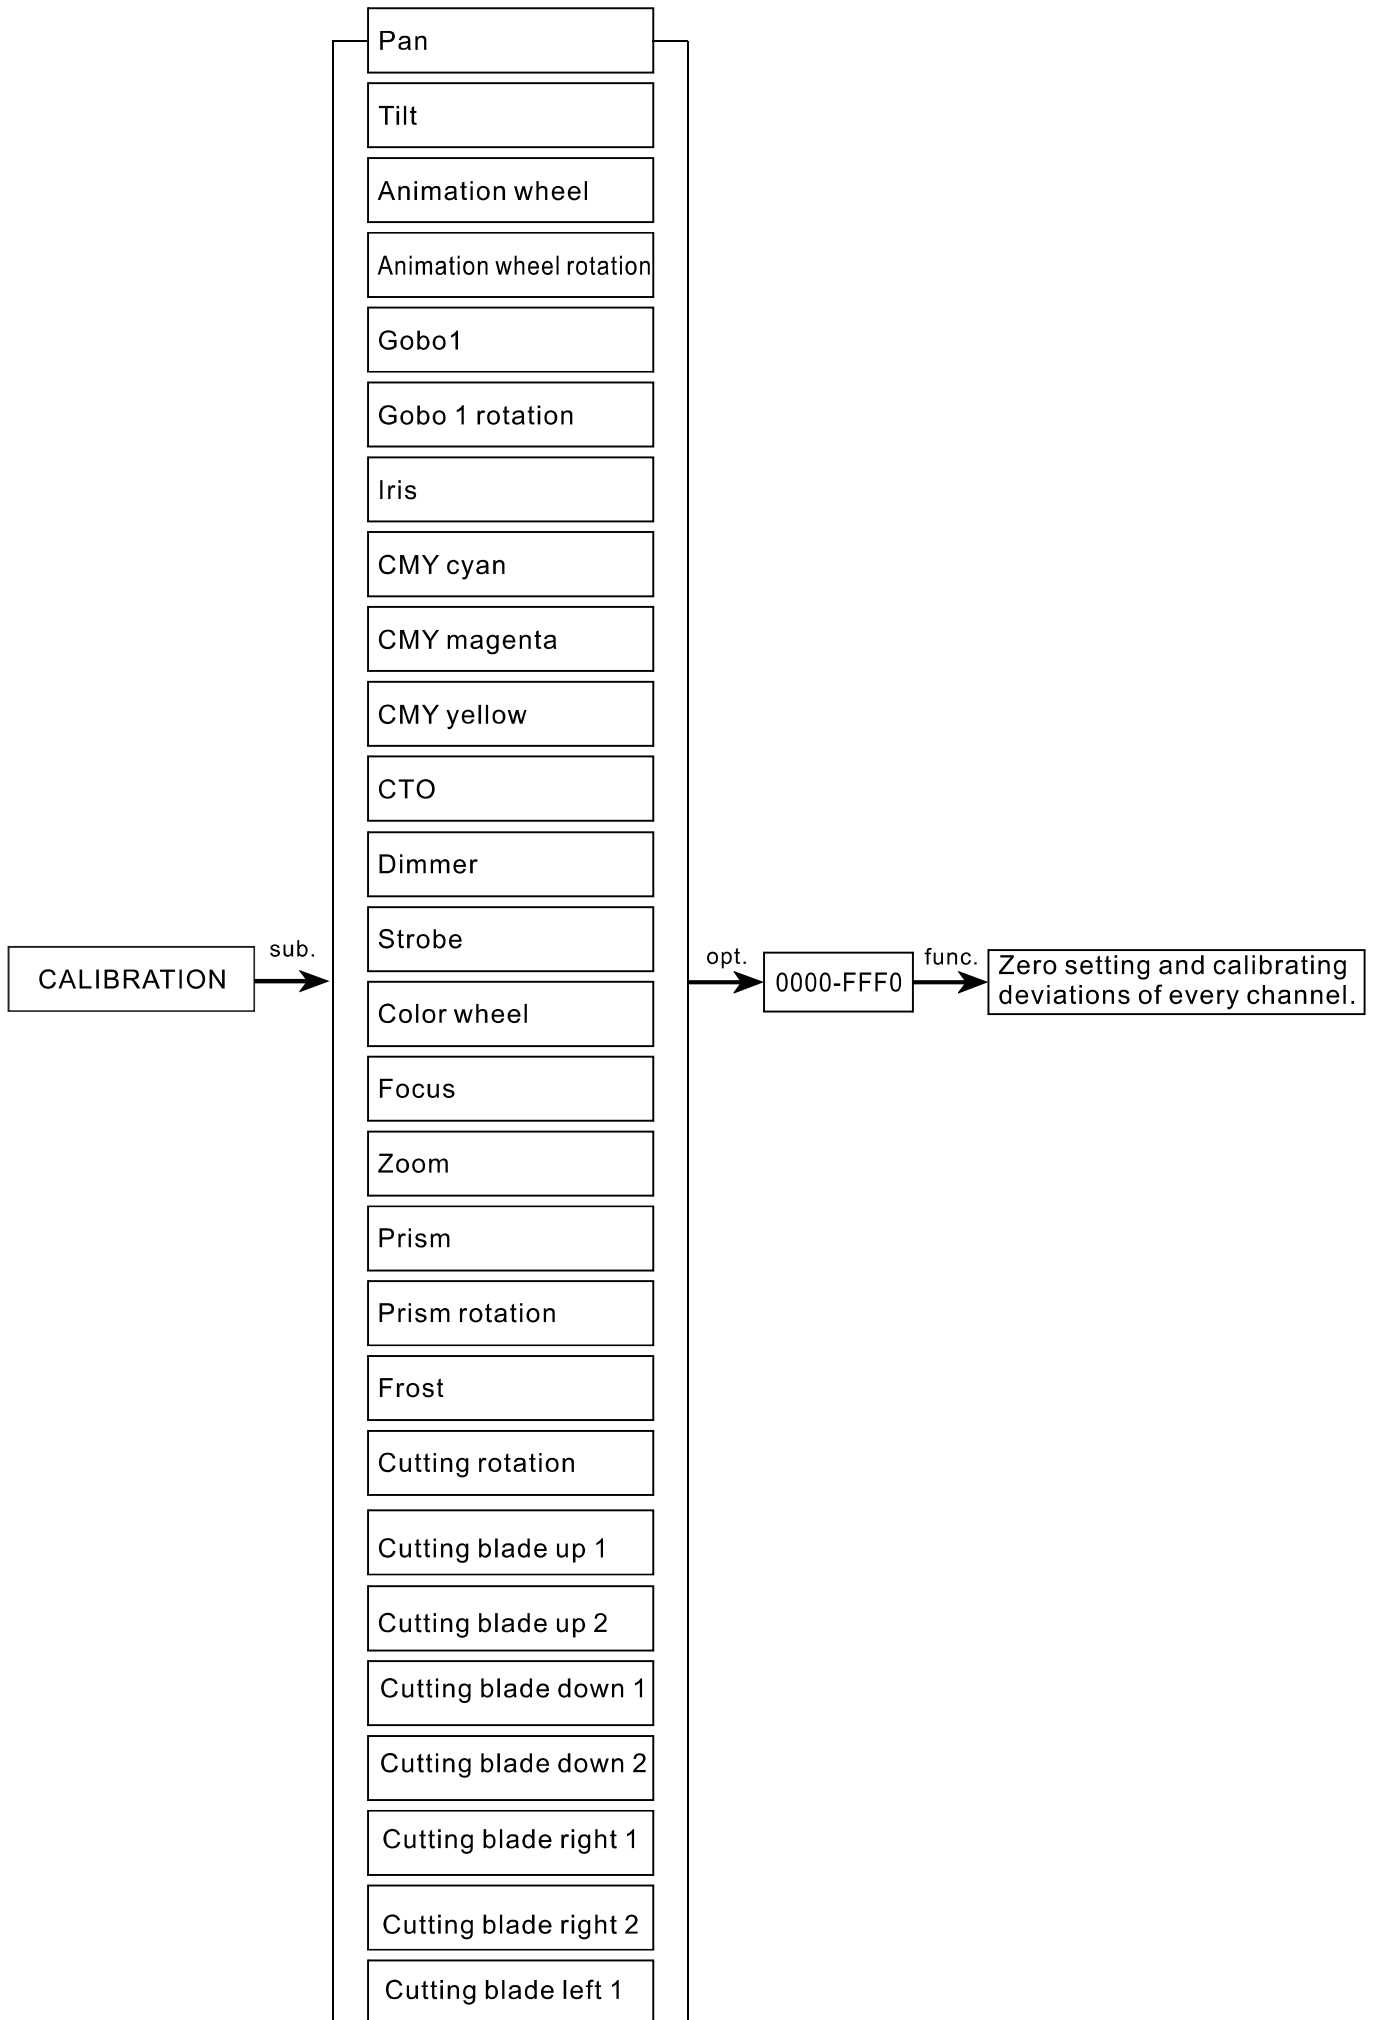 Pan
Tilt
Animation wheel
Animation wheel rotation
Gobo1
Gobo 1 rotation
Iris
CMY cyan
CMY magenta
CMY yellow
CTO
Dimmer
Strobe
CALIBRATION
sub.
opt.
0000-FFF0
func.
Zero setting and calibrating
deviations of every channel.
Color wheel
Focus
Zoom
Prism
Prism rotation
Frost
Cutting rotation
Cutting blade up 1
Cutting blade up 2
Cutting blade down 1
Cutting blade down 2
Cutting blade right 1
Cutting blade right 2
Cutting blade left 1